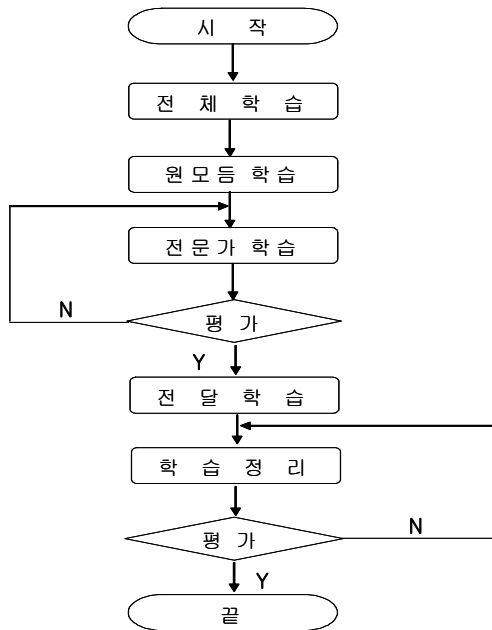 시 작
전 체 학 습
원모듬 학습
전문가 학습
평 가
N
Y
전 달 학 습
학 습 정 리
평 가
N
Y
끝